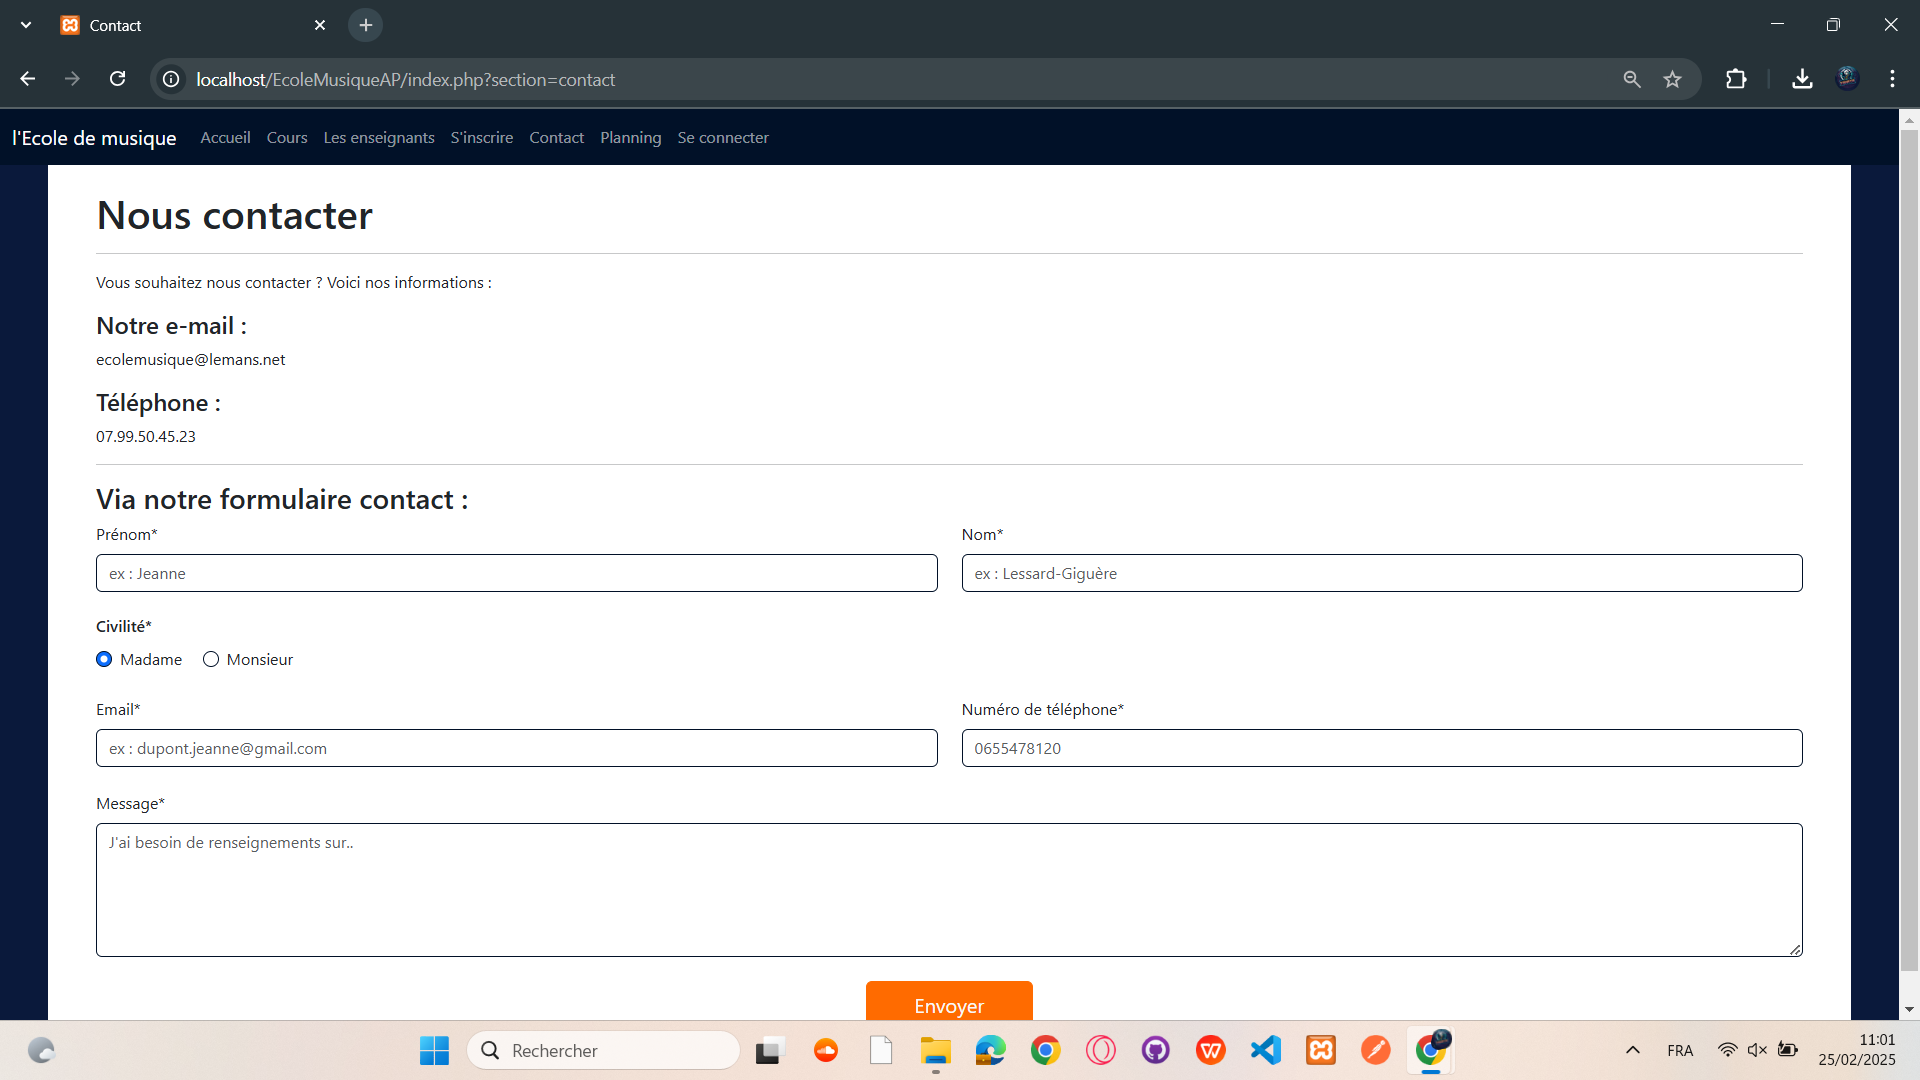 Contact
localhost/EcoleMusiqueAP/index.php?section=contact
l'Ecole de musique Accueil Cours Les enseignants S'inscrire Contact Planning Se connecter
Nous contacter
Vous souhaitez nous contacter ? Voici nos informations :
Notre e-mail :
ecolemusique@lemans.net
Téléphone :
07.99.50.45.23
Via notre formulaire contact :
Prénom* Nom*
ex : Jeanne ex : Lessard-Giguère
Civilité*
Madame Monsieur
Email* Numéro de téléphone*
ex : dupont.jeanne@gmail.com 0655478120
Message*
J'ai besoin de renseignements sur..
Envoyer
Rechercher FRA 11:01
25/02/2025